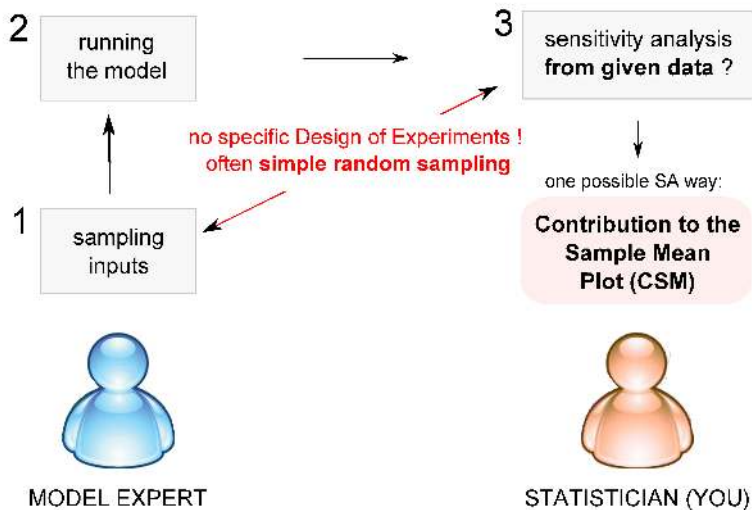 2
running
the model
3
sensitivity analysis
from given data ?
no specific Design of Experiments !
often simple random sampling
1
sampling
inputs
one possible SA way:
Contribution to the
Sample Mean
Plot (CSM)
MODEL EXPERT
STATISTICIAN (YOU)